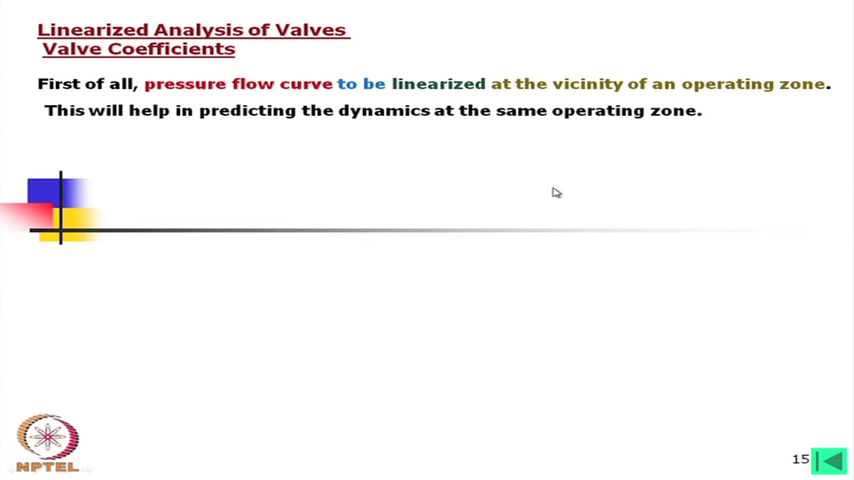 Linearized Analysis of Valves
Valve Coefficients
First of all, pressure flow curve to be linearized at the vicinity of an operating zone.
This will help in predicting the dynamics at the same operating zone.
NPTEL
15